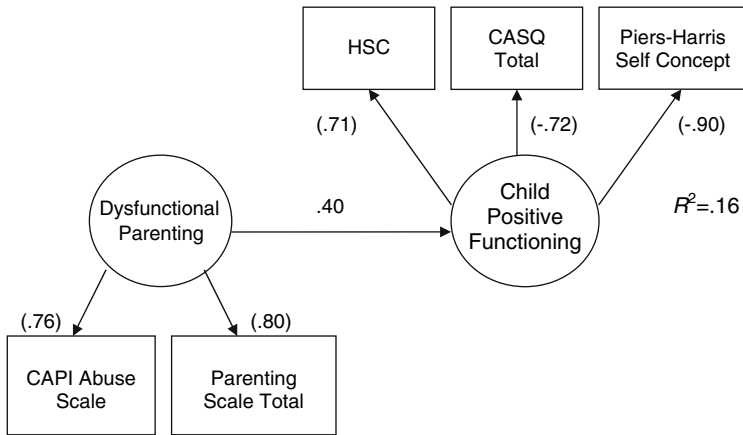 HSC
CASQ
Total
Piers-Harris
Self Concept
(.71)
(-.72)
(-.90)
Dysfunctional
Parenting
.40
Child
Positive
Functioning
R²=.16
(.76)
(.80)
CAPI Abuse
Scale
Parenting
Scale Total